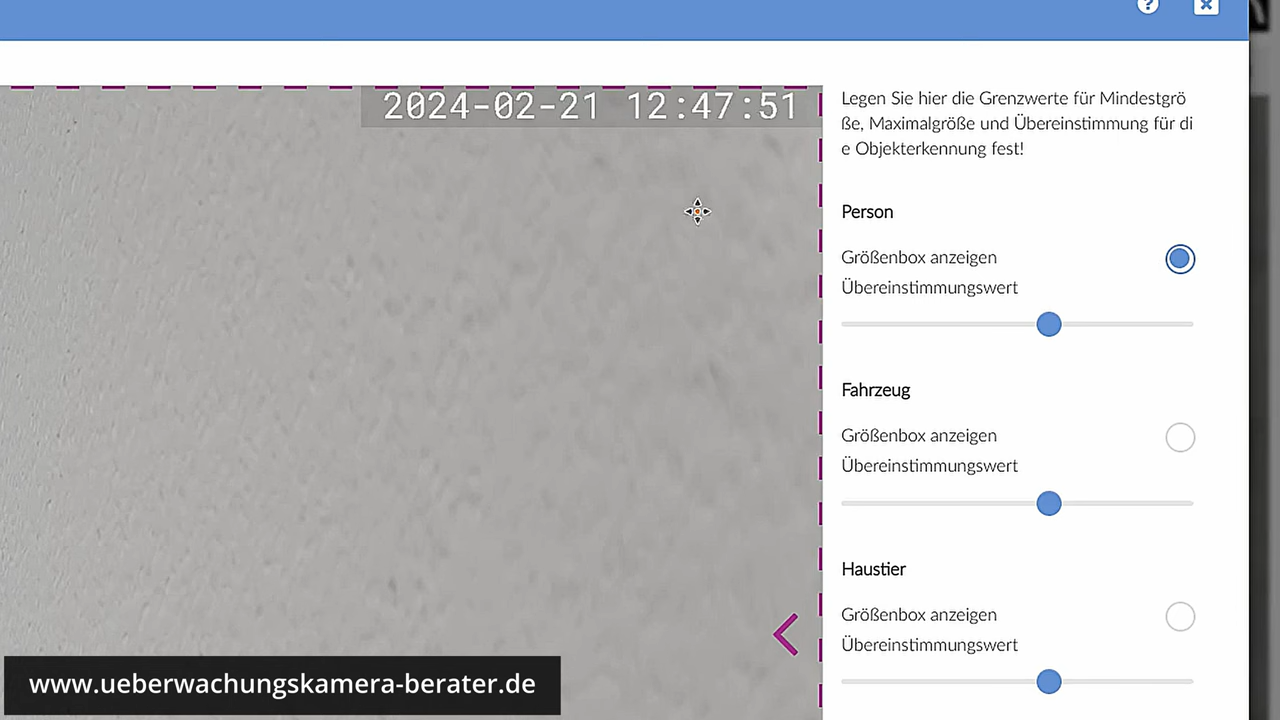 2024-02-21 12:47:51
Legen Sie hier die Grenzwerte für Mindestgrö
ße, Maximalgröße und Übereinstimmung für di
e Objekterkennung fest!
Person
Größenbox anzeigen
Übereinstimmungswert
Fahrzeug
Größenbox anzeigen
Übereinstimmungswert
Haustier
Größenbox anzeigen
Übereinstimmungswert
www.ueberwachungskamera-berater.de